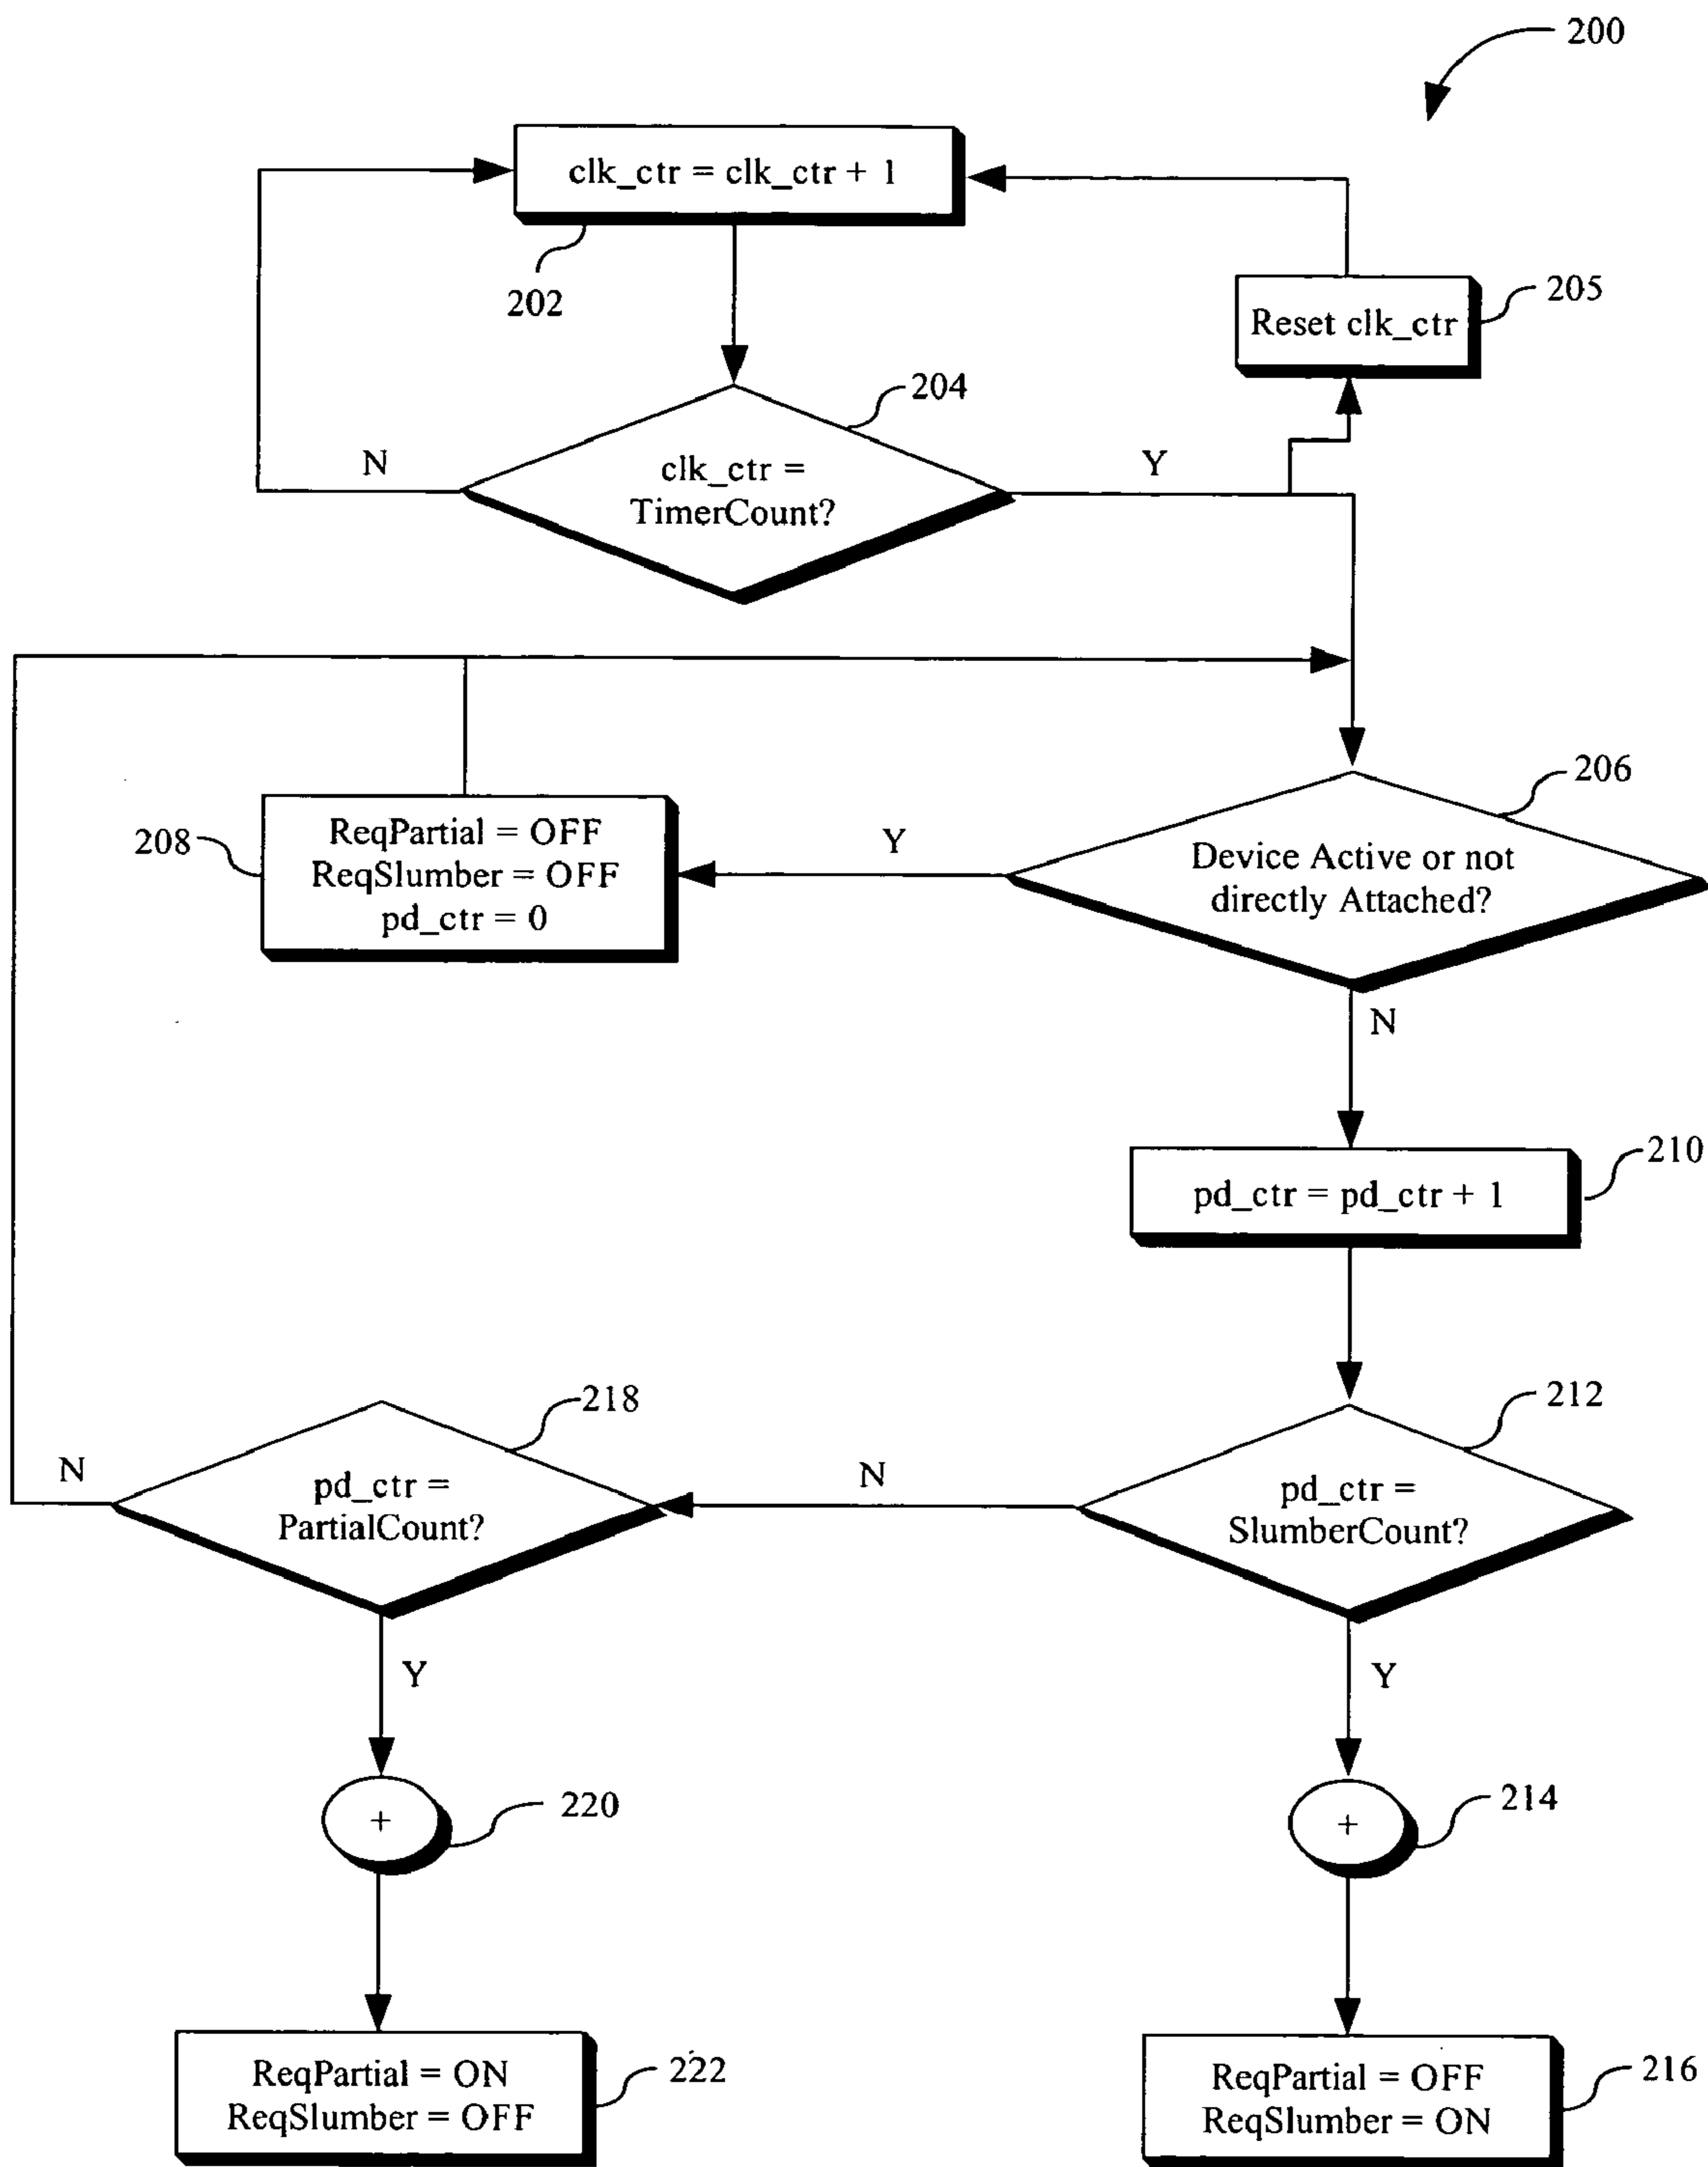 200
clk_ctr = clk_ctr + 1
202
205
Reset clk_ctr
204
N
clk_ctr =
TimerCount?
Y
206
208
ReqPartial = OFF
ReqSlumber = OFF
pd_ctr = 0
Y
Device Active or not
directly Attached?
N
210
pd_ctr = pd_ctr + 1
218
212
N
pd_ctr =
PartialCount?
N
pd_ctr =
SlumberCount?
Y
Y
+
220
+
214
ReqPartial = ON
ReqSlumber = OFF
222
ReqPartial = OFF
ReqSlumber = ON
216